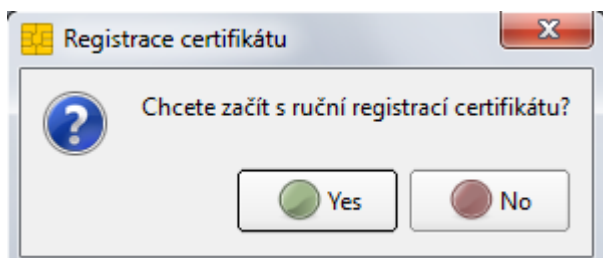 Registrace certifikátu
Chcete začít s ruční registrací certifikátu?
Yes
No